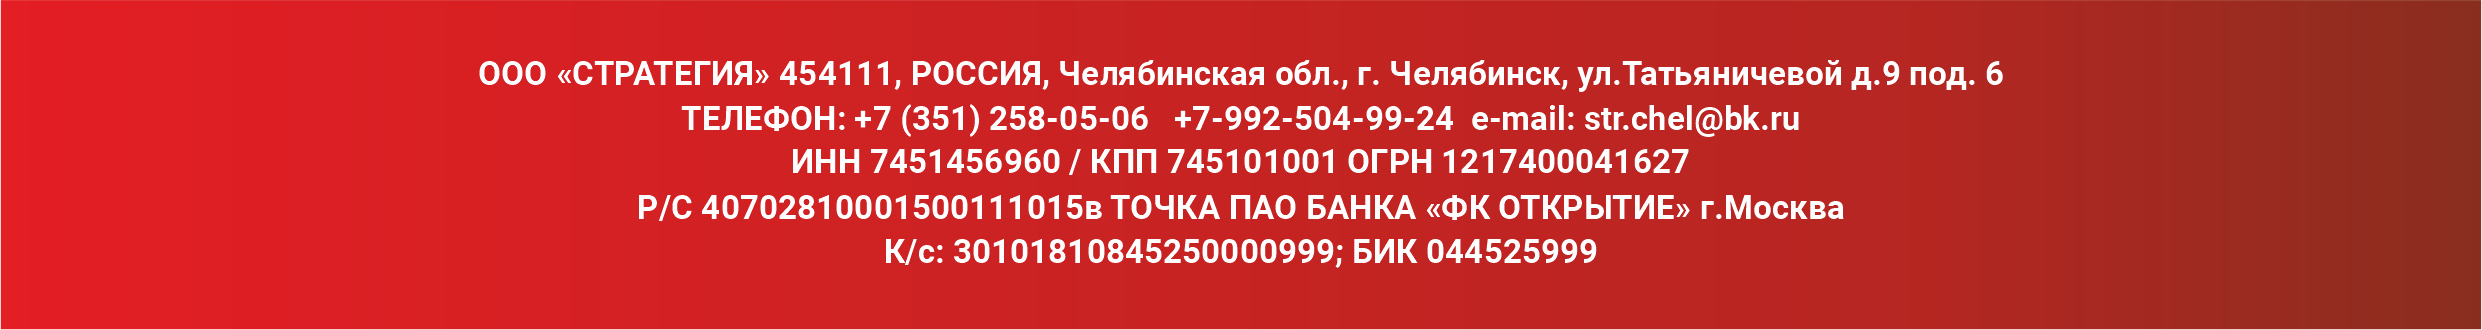 ООО «СТРАТЕГИЯ» 454111, РОССИЯ, Челябинская обл., г. Челябинск, ул.Татьяничевой д.9 под. 6
ТЕЛЕФОН: +7 (351) 258-05-06 +7-992-504-99-24 e-mail: str.chel@bk.ru
ИНН 7451456960 / КПП 745101001 ОГРН 1217400041627
Р/С 40702810001500111015в ТОЧКА ПАО БАНКА «ФК ОТКРЫТИЕ» г.Москва
К/с: 30101810845250000999; БИК 044525999